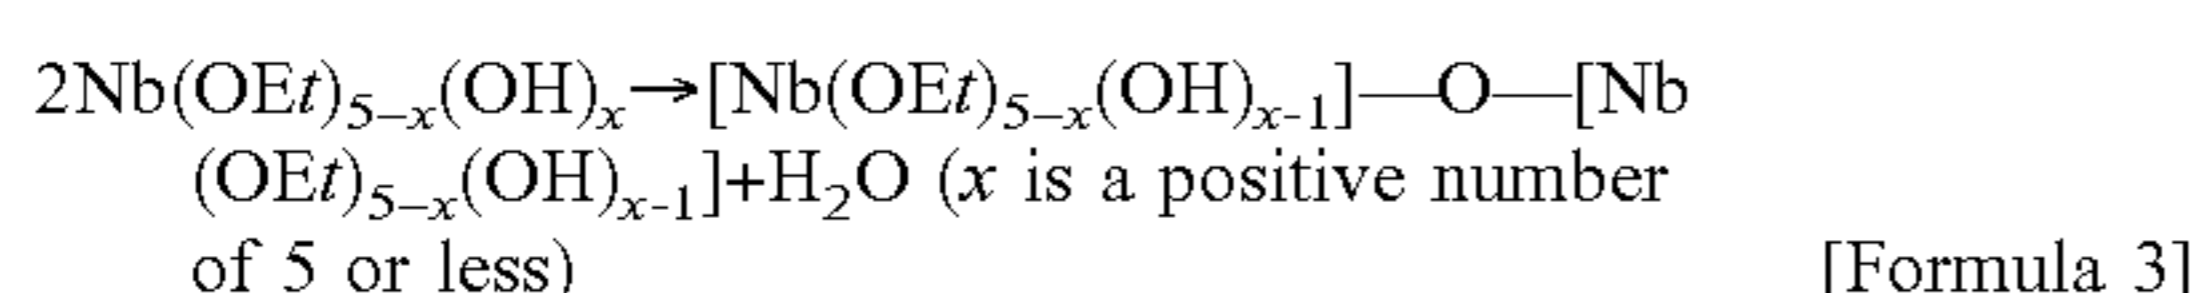 2Nb(OEt)₅₋ₓ(OH)ₓ→[Nb(OEt)₅₋ₓ(OH)ₓ₋₁]—O—[Nb
(OEt)₅₋ₓ(OH)ₓ₋₁]+H₂O (x is a positive number
of 5 or less) [Formula 3]